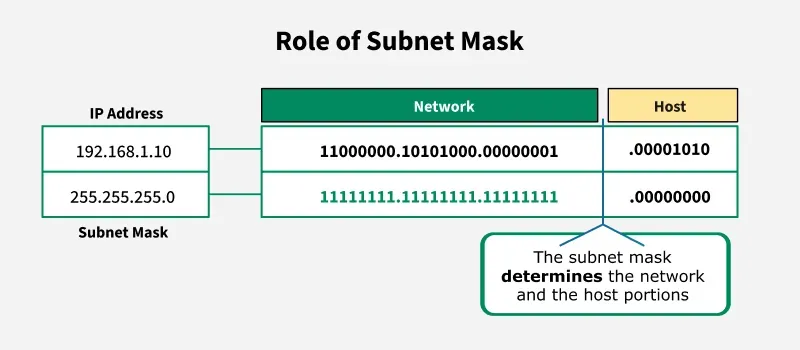 Role of Subnet Mask
Network
Host
IP Address
192.168.1.10
11000000.10101000.00000001
.00001010
255.255.255.0
11111111.11111111.11111111
.00000000
Subnet Mask
The subnet mask
determines the network
and the host portions